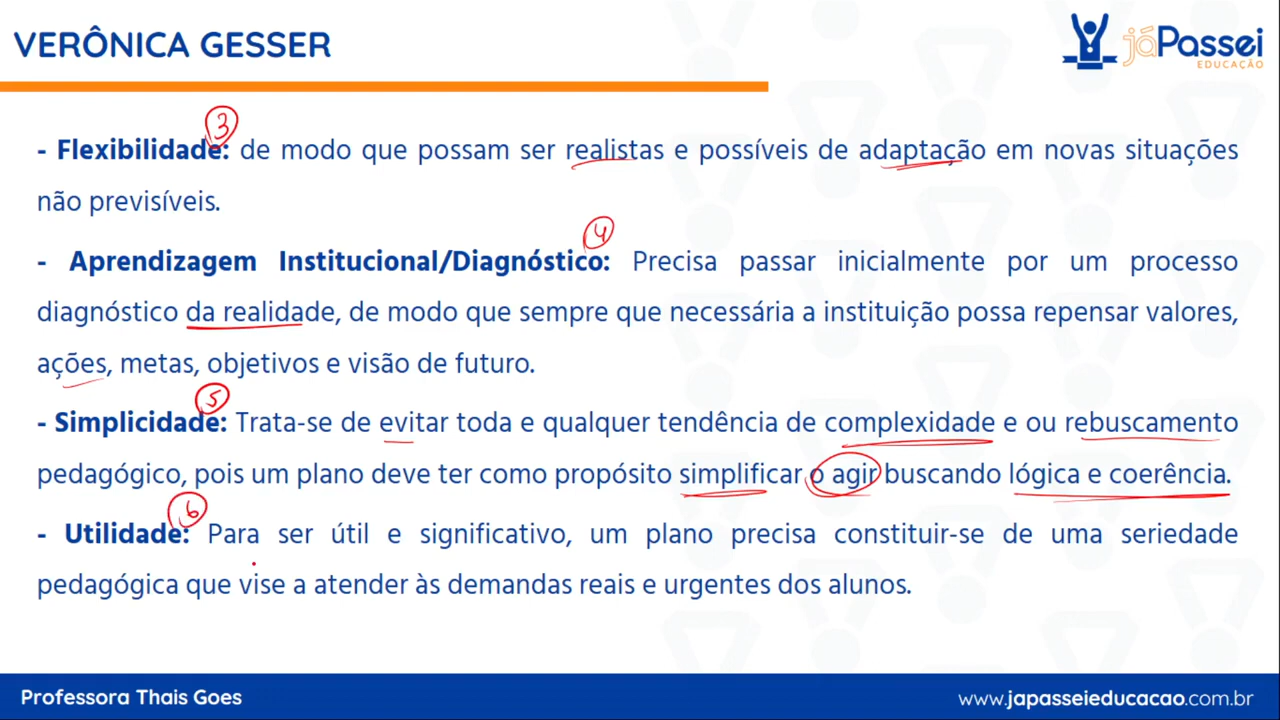 VERÔNICA GESSER
jáPassei
EDUCAÇÃO
3
- Flexibilidade: de modo que possam ser realistas e possíveis de adaptação em novas situações
não previsíveis.
4
- Aprendizagem Institucional/Diagnóstico: Precisa passar inicialmente por um processo
diagnóstico da realidade, de modo que sempre que necessária a instituição possa repensar valores,
ações, metas, objetivos e visão de futuro.
5
- Simplicidade: Trata-se de evitar toda e qualquer tendência de complexidade e ou rebuscamento
pedagógico, pois um plano deve ter como propósito simplificar o agir buscando lógica e coerência.
6
- Utilidade: Para ser útil e significativo, um plano precisa constituir-se de uma seriedade
pedagógica que vise a atender às demandas reais e urgentes dos alunos.
Professora Thais Goes
www.japasseieducacao.com.br